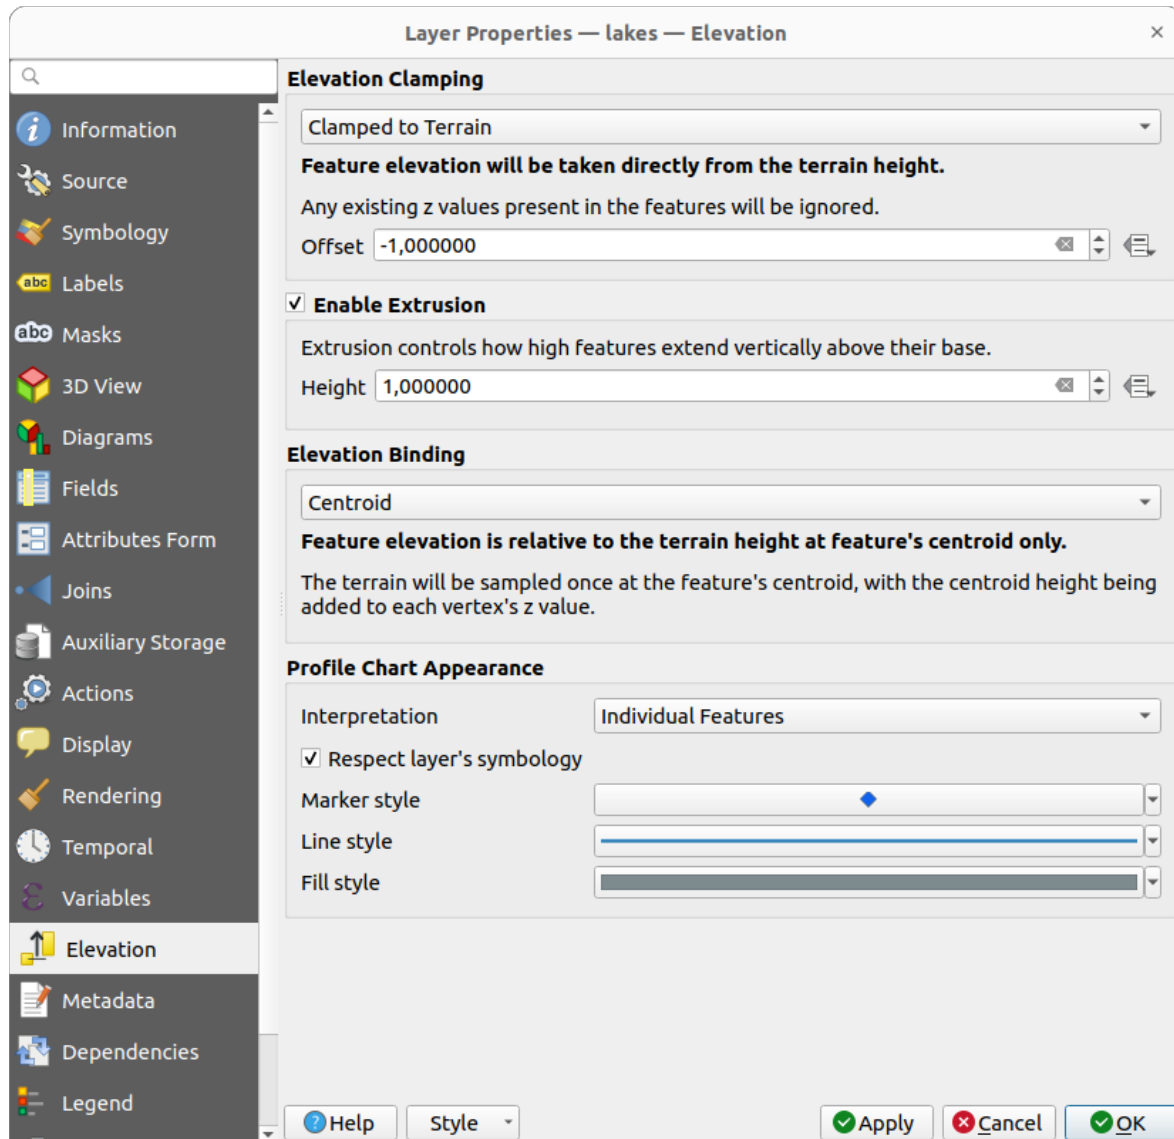 Layer Properties — lakes — Elevation
Information
Source
Symbology
Labels
Masks
3D View
Diagrams
Fields
Attributes Form
Joins
Auxiliary Storage
Actions
Display
Rendering
Temporal
Variables
Elevation
Metadata
Dependencies
Legend
Elevation Clamping
Clamped to Terrain
Feature elevation will be taken directly from the terrain height.
Any existing z values present in the features will be ignored.
Offset -1,000000
Enable Extrusion
Extrusion controls how high features extend vertically above their base.
Height 1,000000
Elevation Binding
Centroid
Feature elevation is relative to the terrain height at feature's centroid only.
The terrain will be sampled once at the feature's centroid, with the centroid height being
added to each vertex's z value.
Profile Chart Appearance
Interpretation Individual Features
Respect layer's symbology
Marker style
Line style
Fill style
Help Style Apply Cancel OK